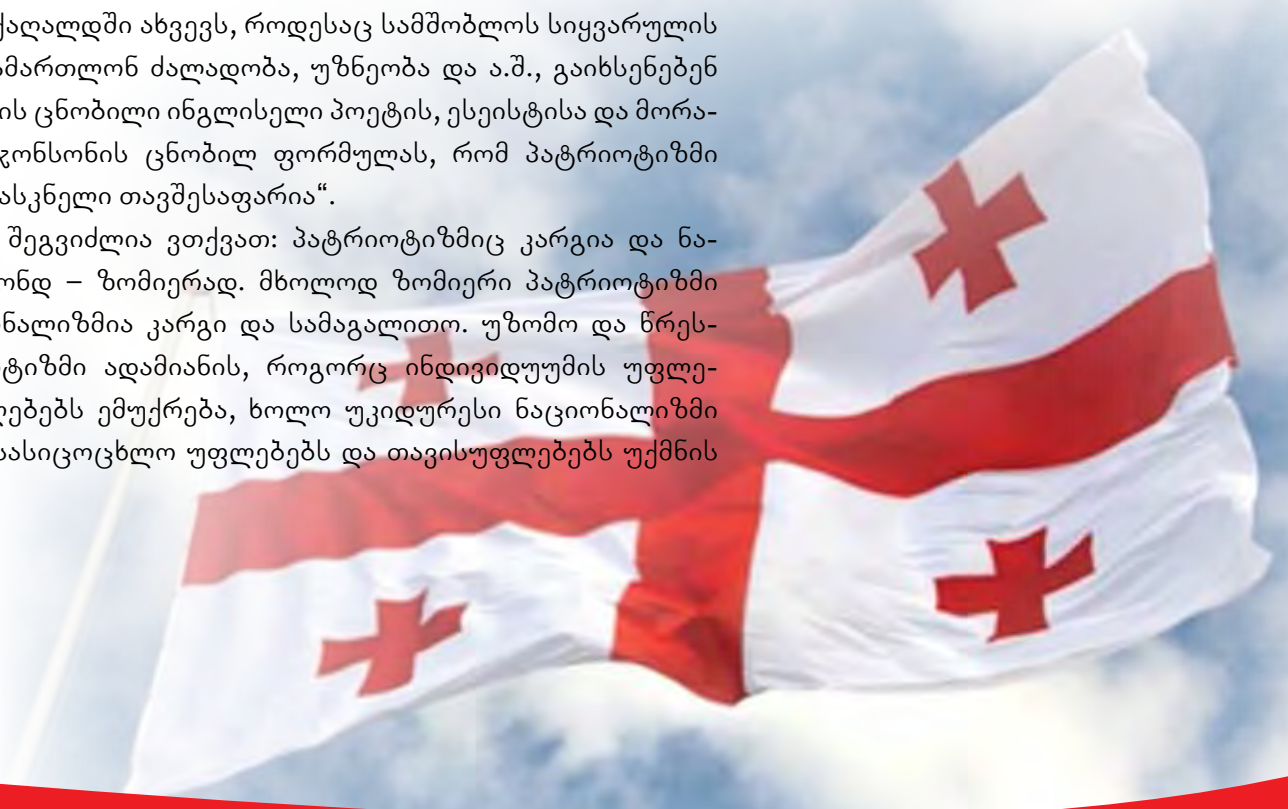 ქაღალდში ახვევს, როდესაც სამშობლოს სიყვარულის
ამართლონ ძალადობა, უზნეობა და ა.შ., გაიხსენებენ
ის ცნობილი ინგლისელი პოეტის, ესეისტისა და მორა-
ჯონსონის ცნობილ ფორმულას, რომ პატრიოტიზმი
ასკნელი თავშესაფარია“.
შეგვიძლია ვთქვათ: პატრიოტიზმიც კარგია და ნა-
ონდ – ზომიერად. მხოლოდ ზომიერი პატრიოტიზმი
ნალიზმია კარგი და სამაგალითო. უზომო და წრეს-
ტიზმი ადამიანის, როგორც ინდივიდუუმის უფლე-
ლებებს ემუქრება, ხოლო უკიდურესი ნაციონალიზმი
სასიცოცხლო უფლებებს და თავისუფლებებს უქმნის